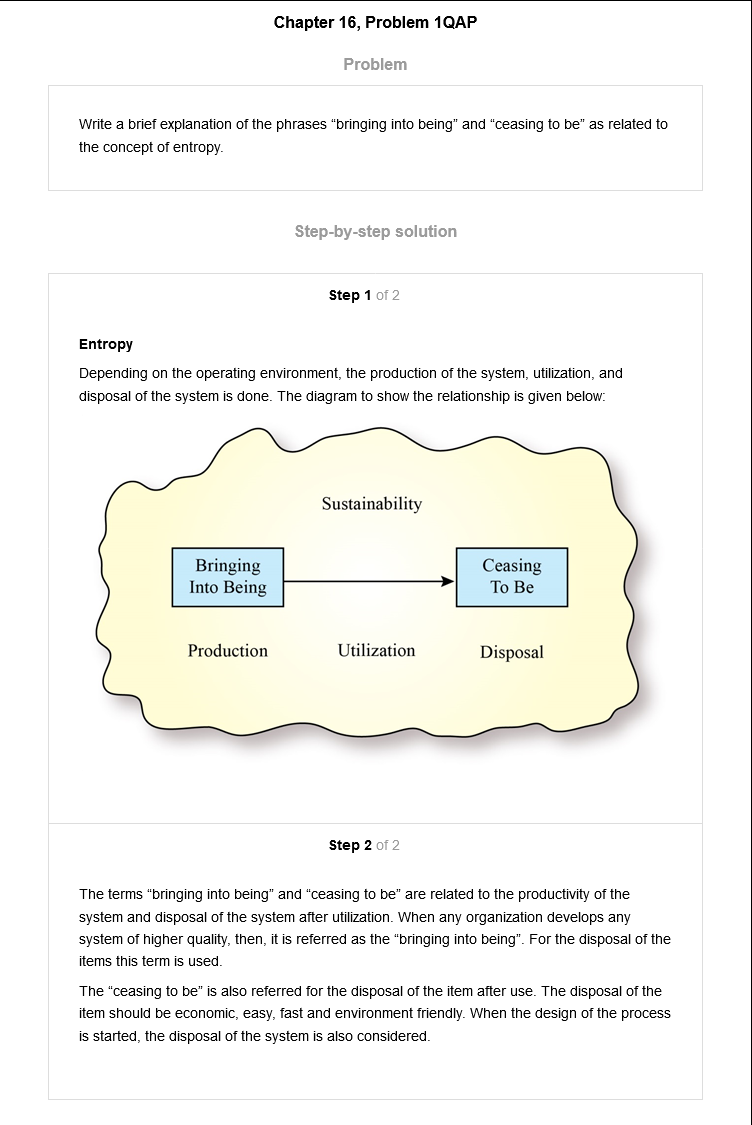 Chapter 16, Problem 1QAP
Problem
Write a brief explanation of the phrases “bringing into being” and “ceasing to be” as related to
the concept of entropy.
Step-by-step solution
Step 1 of 2
Entropy
Depending on the operating environment, the production of the system, utilization, and
disposal of the system is done. The diagram to show the relationship is given below:
Sustainability
Bringing
Into Being
Ceasing
To Be
Production
Utilization
Disposal
Step 2 of 2
The terms “bringing into being” and “ceasing to be” are related to the productivity of the
system and disposal of the system after utilization. When any organization develops any
system of higher quality, then, it is referred as the “bringing into being”. For the disposal of the
items this term is used.
The “ceasing to be” is also referred for the disposal of the item after use. The disposal of the
item should be economic, easy, fast and environment friendly. When the design of the process
is started, the disposal of the system is also considered.